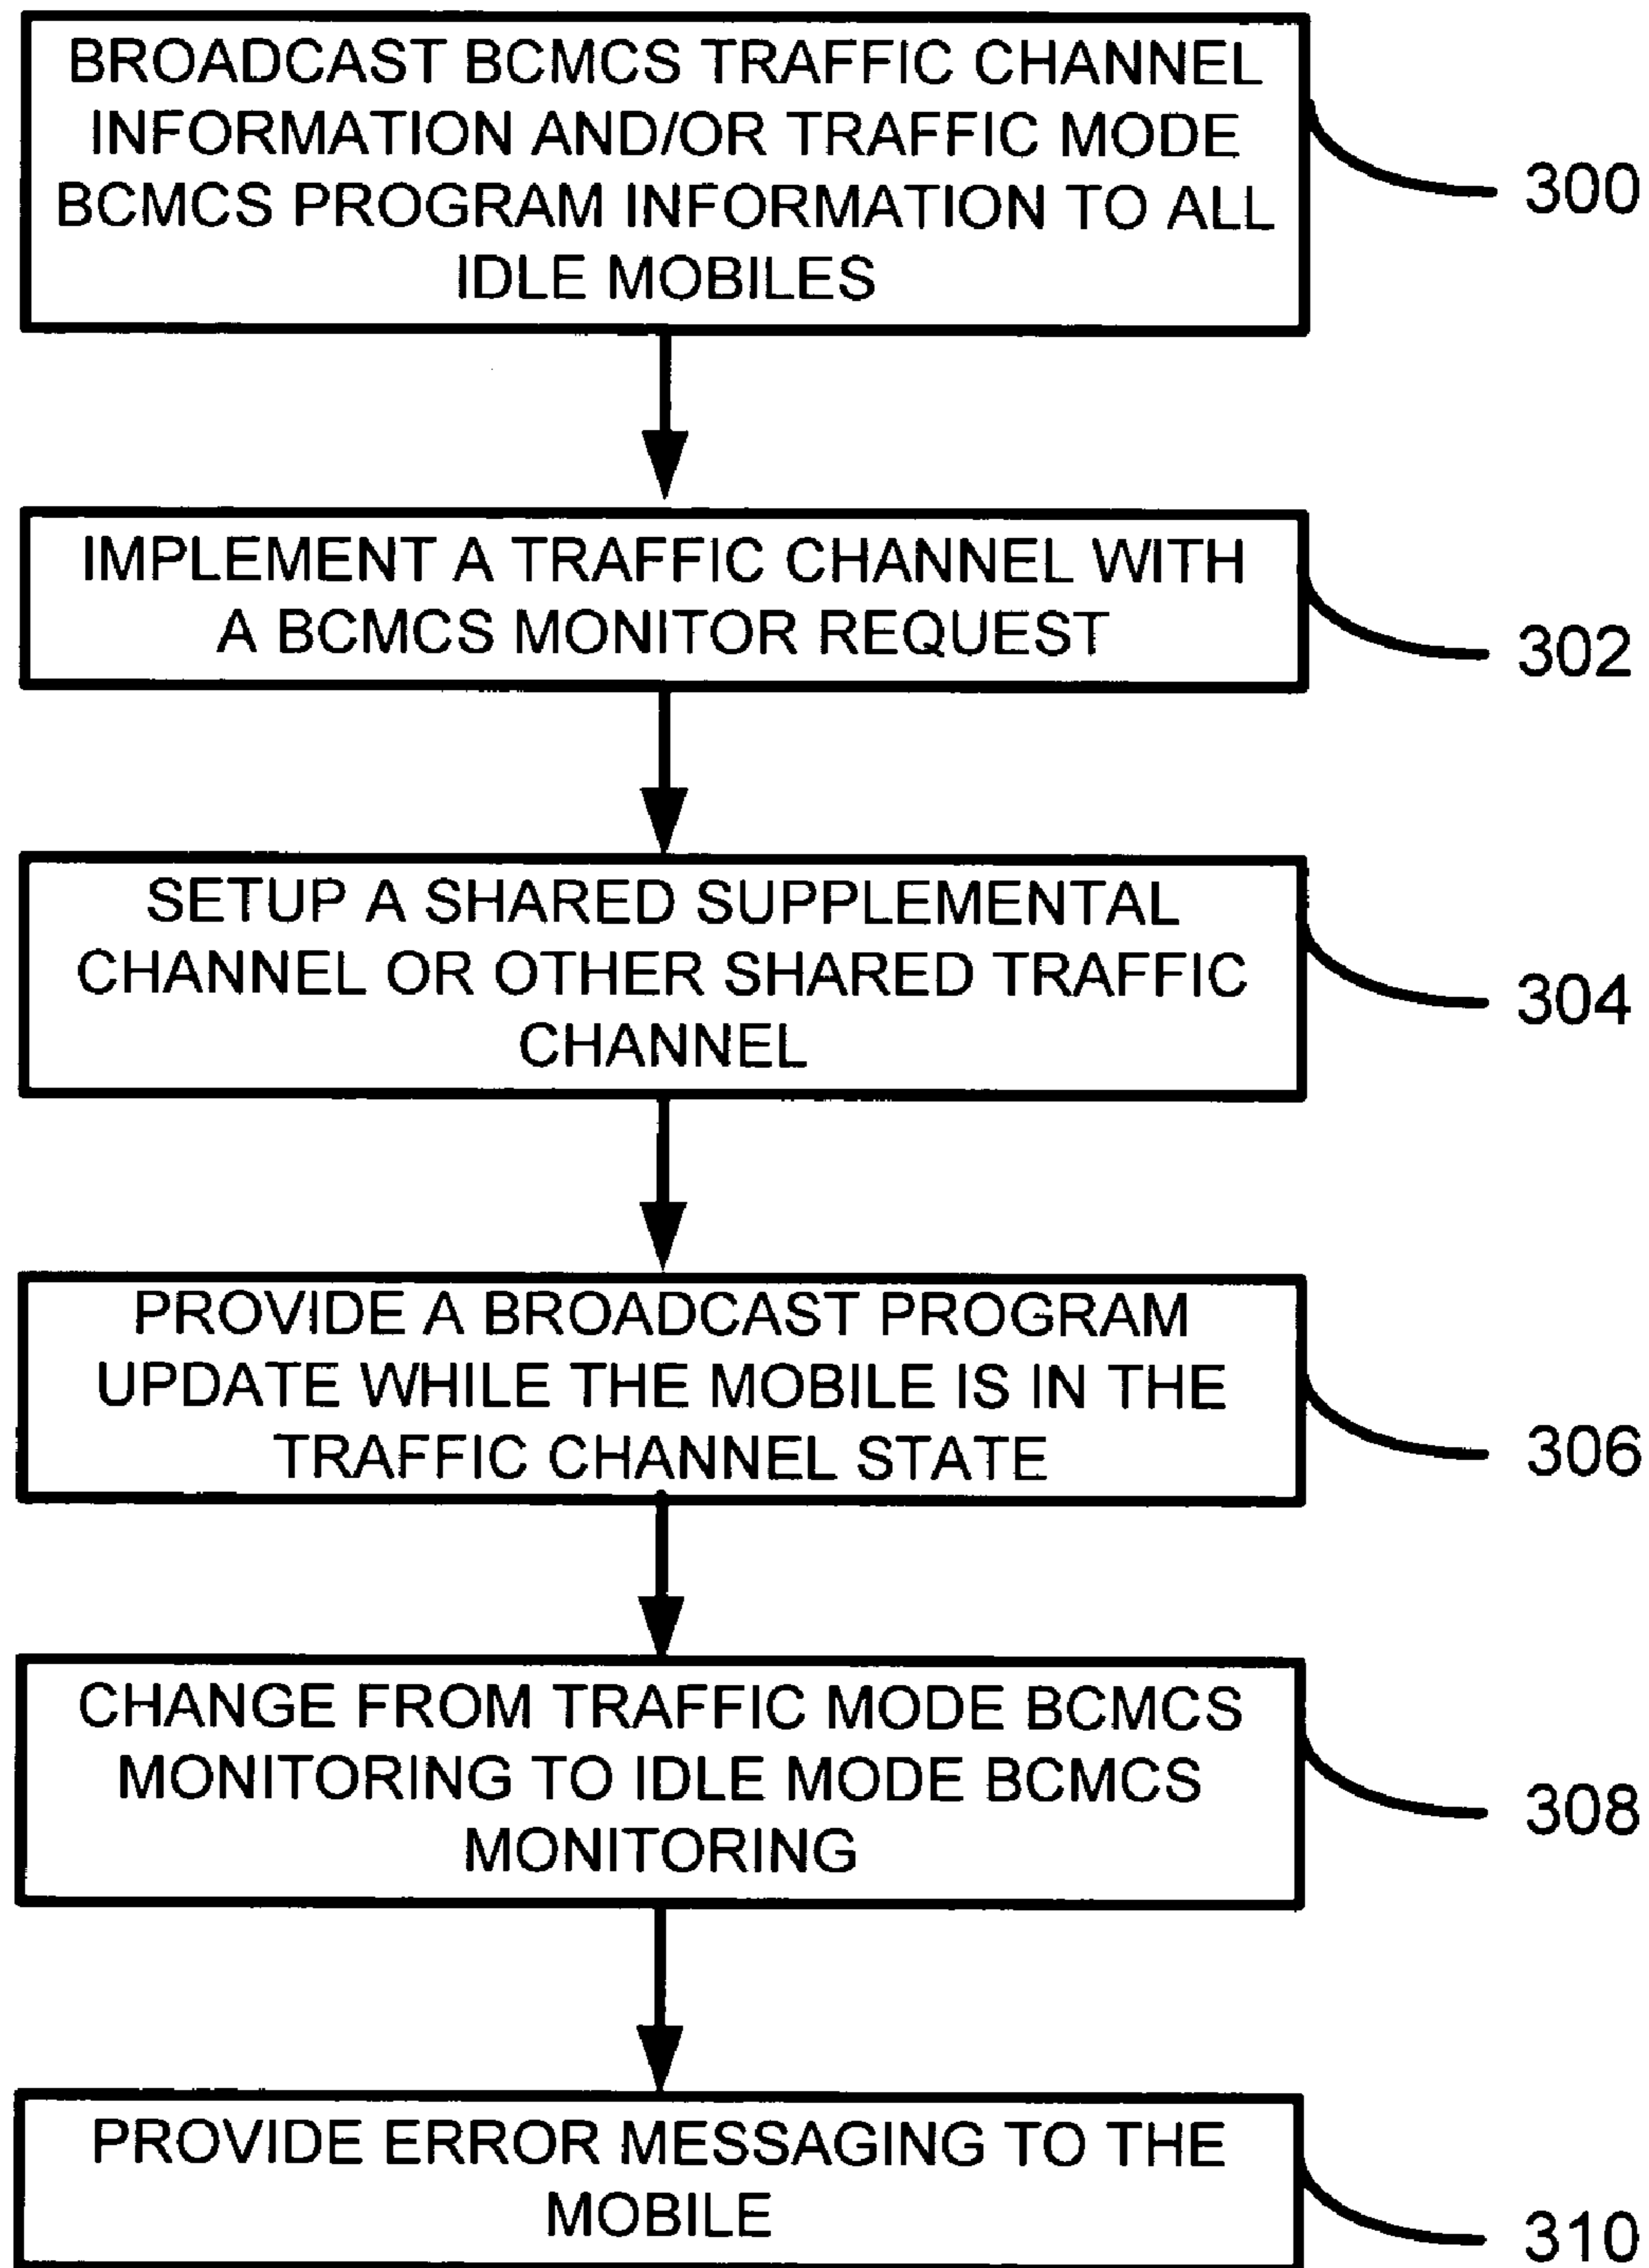 BROADCAST BCMCS TRAFFIC CHANNEL
INFORMATION AND/OR TRAFFIC MODE
BCMCS PROGRAM INFORMATION TO ALL
IDLE MOBILES
300
IMPLEMENT A TRAFFIC CHANNEL WITH
A BCMCS MONITOR REQUEST
302
SETUP A SHARED SUPPLEMENTAL
CHANNEL OR OTHER SHARED TRAFFIC
CHANNEL
304
PROVIDE A BROADCAST PROGRAM
UPDATE WHILE THE MOBILE IS IN THE
TRAFFIC CHANNEL STATE
306
CHANGE FROM TRAFFIC MODE BCMCS
MONITORING TO IDLE MODE BCMCS
MONITORING
308
PROVIDE ERROR MESSAGING TO THE
MOBILE
310